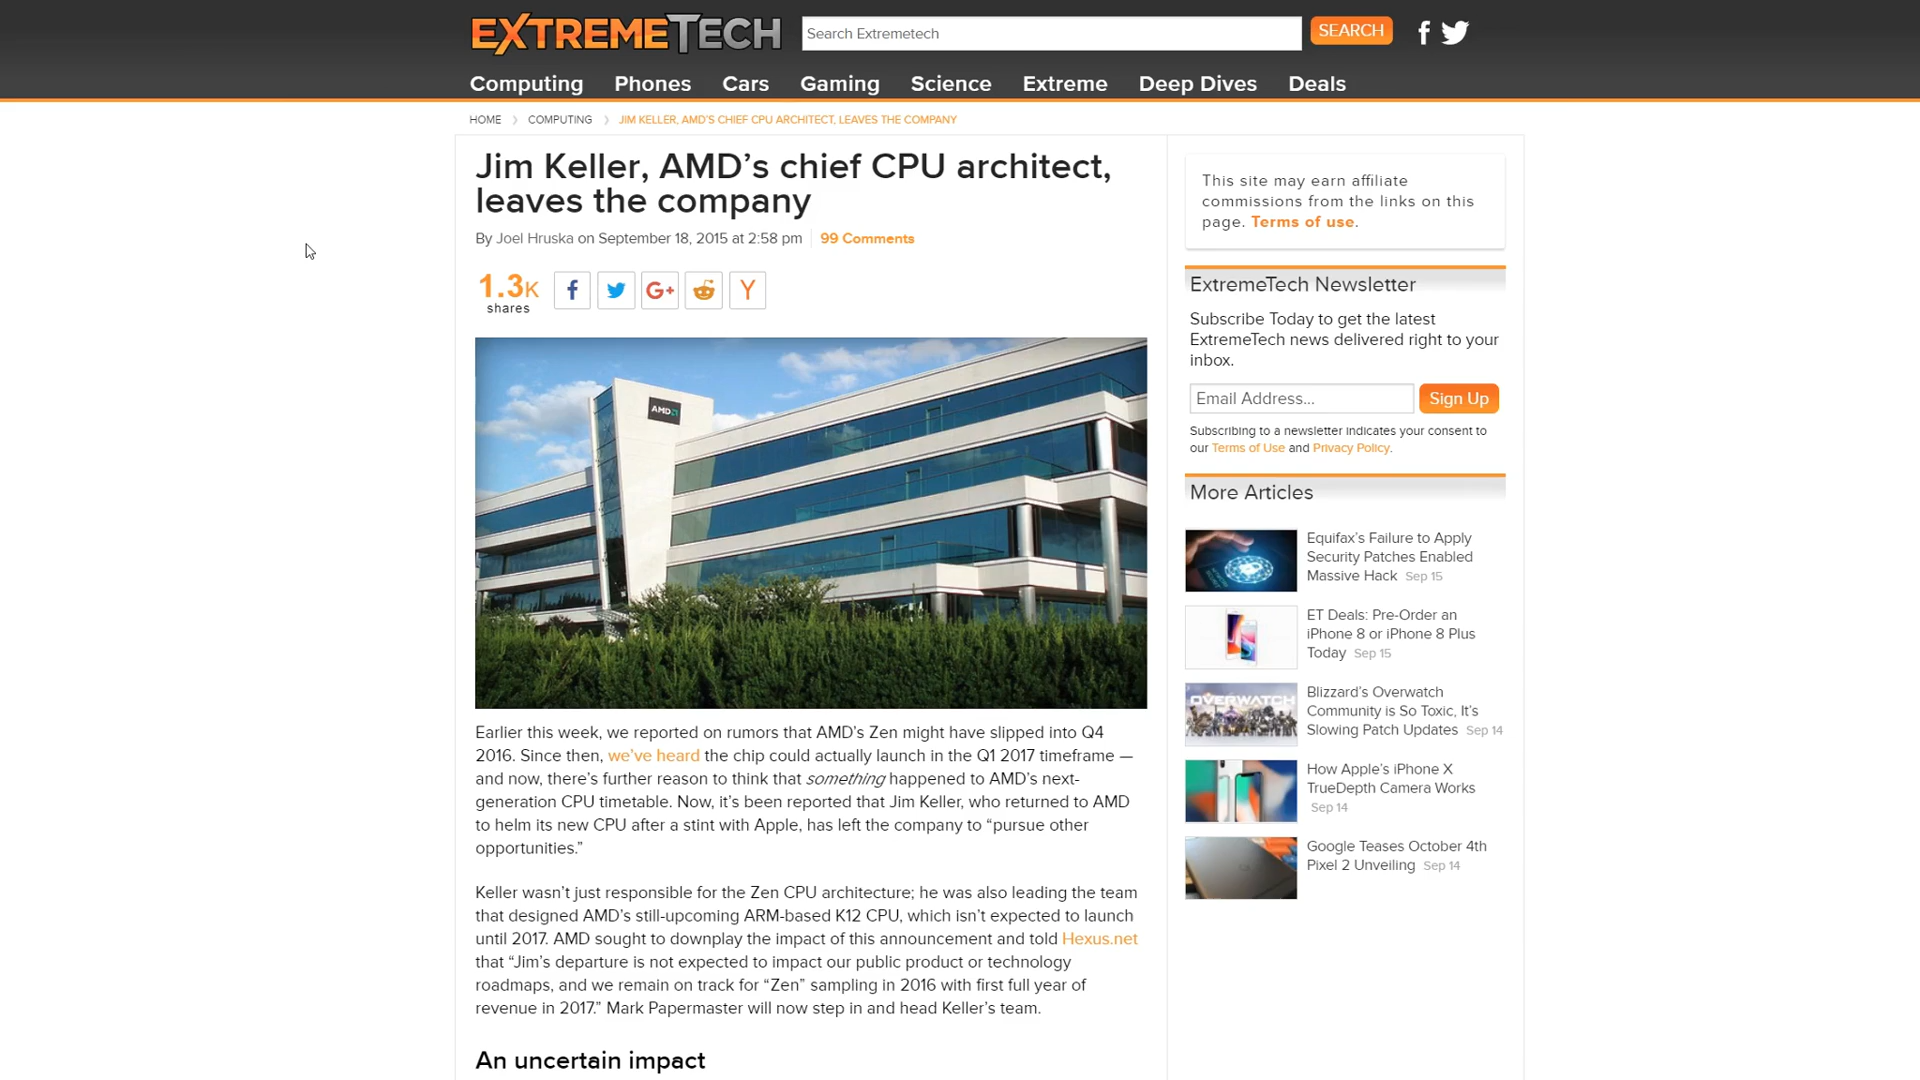 EXTREMETECH
Search Extremetech
SEARCH
Computing Phones Cars Gaming Science Extreme Deep Dives Deals
HOME COMPUTING JIM KELLER, AMD'S CHIEF CPU ARCHITECT, LEAVES THE COMPANY
Jim Keller, AMD's chief CPU architect,
leaves the company
By Joel Hruska on September 18, 2015 at 2:58 pm 99 Comments
1.3K
shares
G+
Y
AMD
Earlier this week, we reported on rumors that AMD's Zen might have slipped into Q4
2016. Since then, we've heard the chip could actually launch in the Q1 2017 timeframe —
and now, there's further reason to think that something happened to AMD's next-
generation CPU timetable. Now, it's been reported that Jim Keller, who returned to AMD
to helm its new CPU after a stint with Apple, has left the company to “pursue other
opportunities.”
Keller wasn't just responsible for the Zen CPU architecture; he was also leading the team
that designed AMD's still-upcoming ARM-based K12 CPU, which isn't expected to launch
until 2017. AMD sought to downplay the impact of this announcement and told Hexus.net
that “Jim's departure is not expected to impact our public product or technology
roadmaps, and we remain on track for “Zen” sampling in 2016 with first full year of
revenue in 2017.” Mark Papermaster will now step in and head Keller's team.
An uncertain impact
This site may earn affiliate
commissions from the links on this
page. Terms of use.
ExtremeTech Newsletter
Subscribe Today to get the latest
ExtremeTech news delivered right to your
inbox.
Email Address...
Sign Up
Subscribing to a newsletter indicates your consent to
our Terms of Use and Privacy Policy.
More Articles
Equifax's Failure to Apply
Security Patches Enabled
Massive Hack Sep 15
ET Deals: Pre-Order an
iPhone 8 or iPhone 8 Plus
Today Sep 15
OVERWATCH
Blizzard's Overwatch
Community is So Toxic, It's
Slowing Patch Updates Sep 14
How Apple's iPhone X
TrueDepth Camera Works
Sep 14
Google Teases October 4th
Pixel 2 Unveiling Sep 14